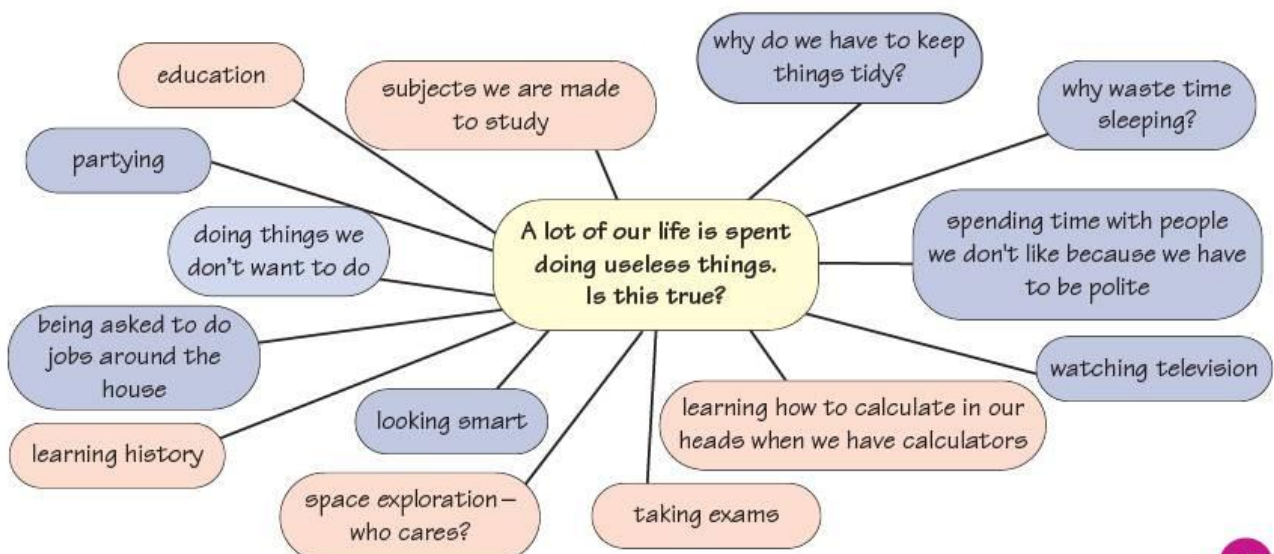 why do we have to keep
things tidy?
education
subjects we are made
to study
why waste time
sleeping?
partying
doing things we
don't want to do
A lot of our life is spent
doing useless things.
Is this true?
spending time with people
we don't like because we have
to be polite
being asked to do
jobs around the
house
watching television
looking smart
learning how to calculate in our
heads when we have calculators
learning history
space exploration –
who cares?
taking exams